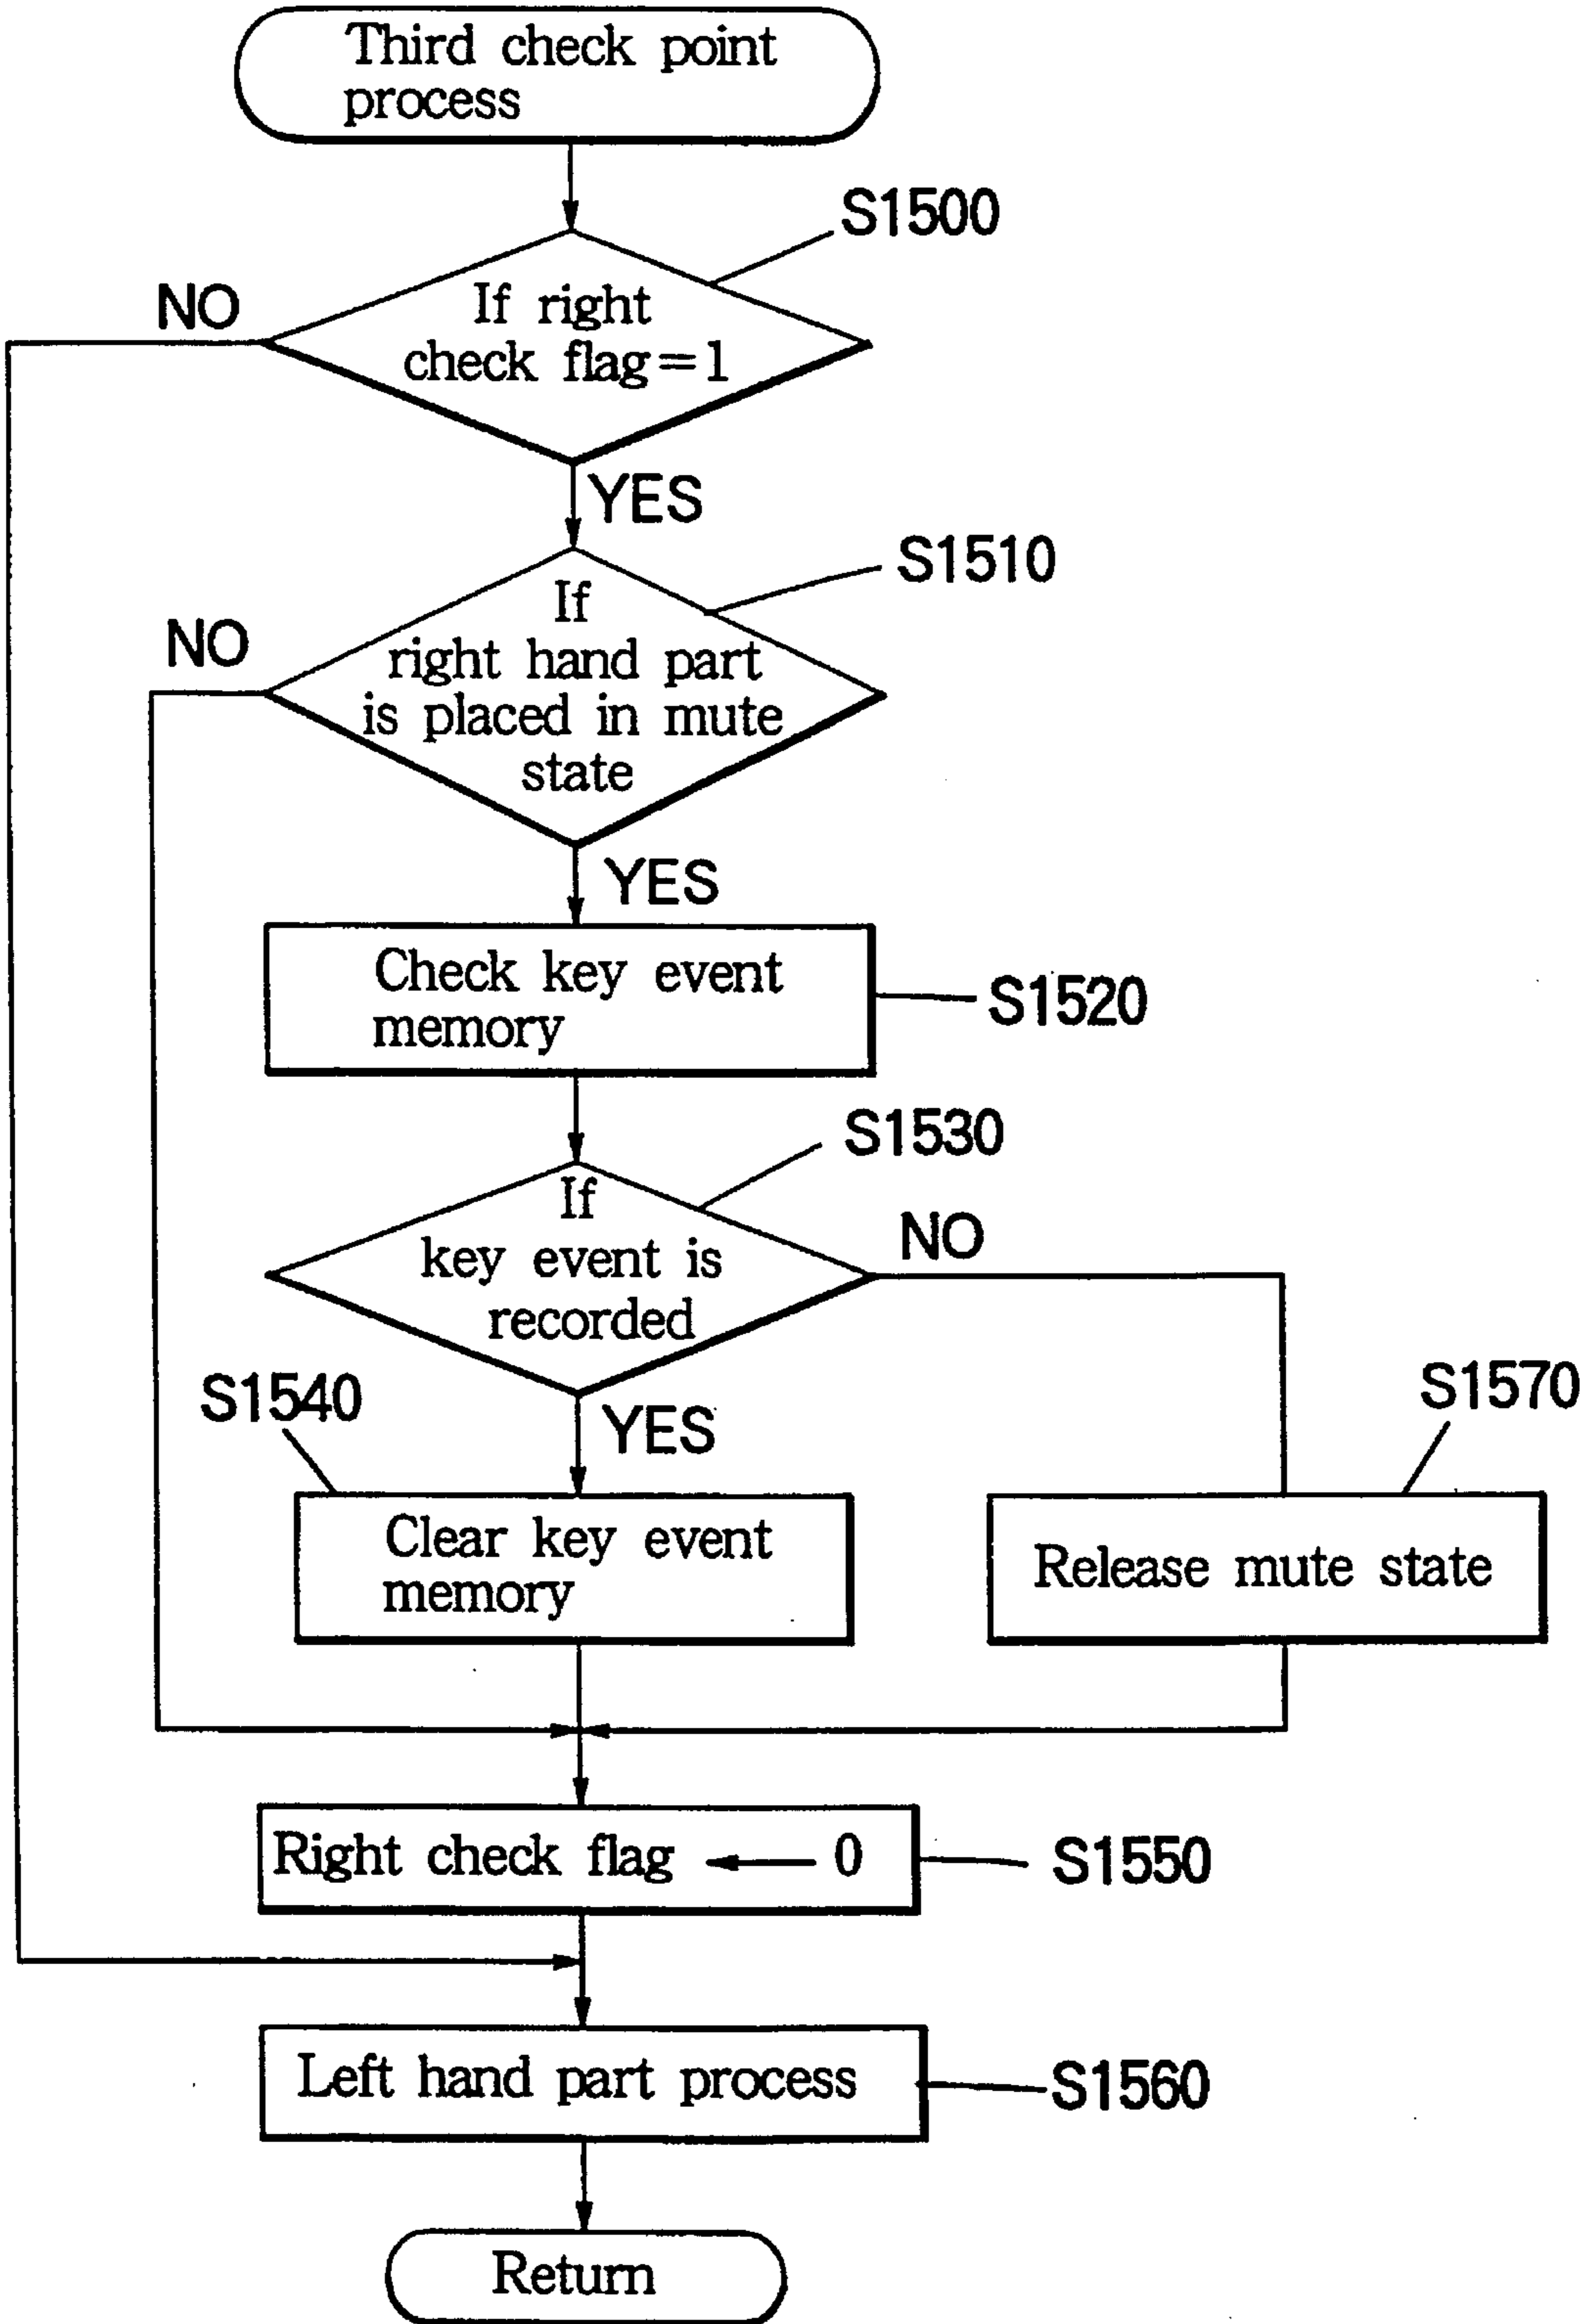 Third check point
process
S1500
NO
If right
check flag=1
YES
S1510
NO
If
right hand part
is placed in mute
state
YES
Check key event
memory
S1520
S1530
If
key event is
recorded
NO
S1540
YES
S1570
Clear key event
memory
Release mute state
Right check flag ← 0
S1550
Left hand part process
S1560
Return